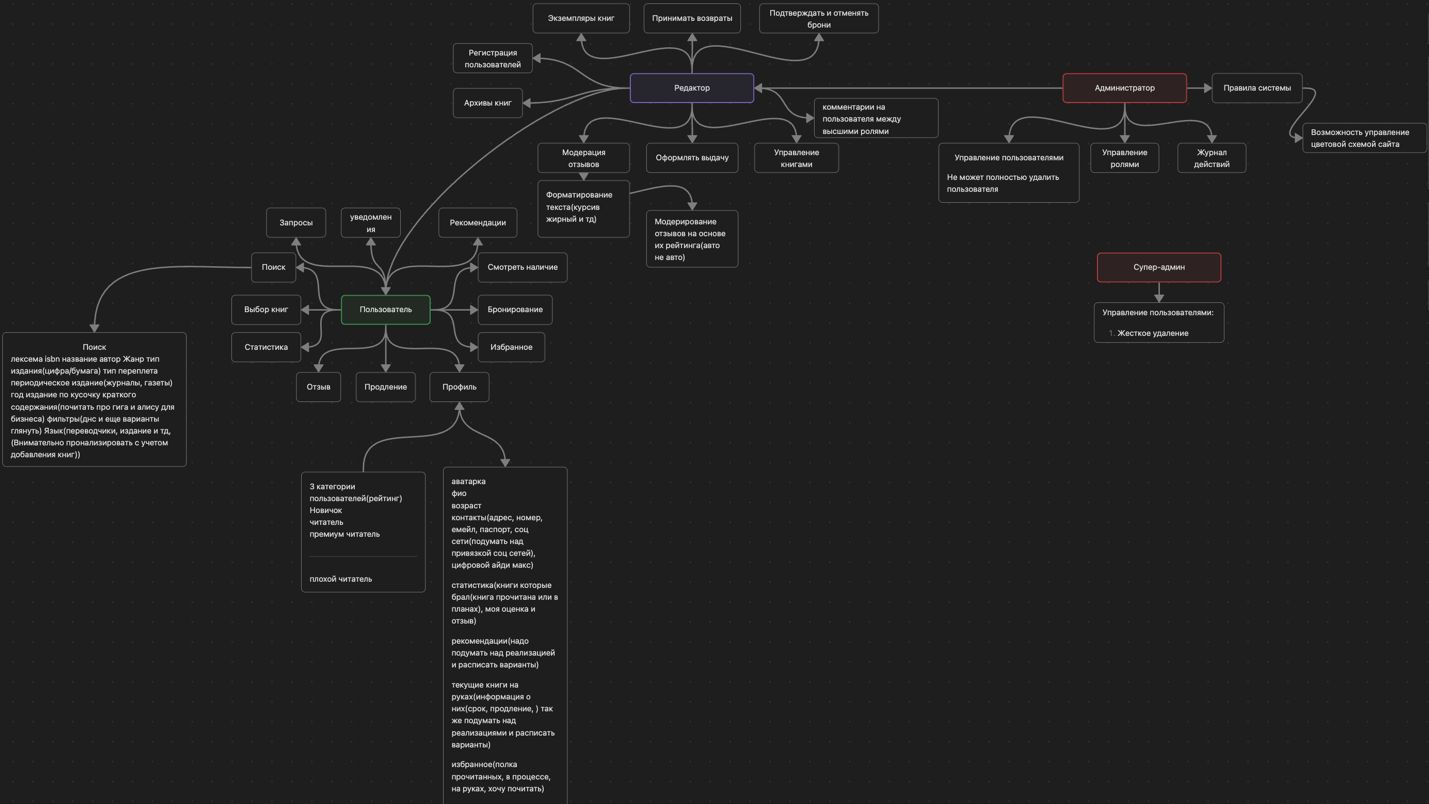 Экземпляры книг
Принимать возвраты
Подтверждать и отменять
брони
Регистрация
пользователей
Архивы книг
Редактор
Администратор
Правила системы
комментарии на
пользователя между
высшими ролями
Возможность управление
цветовой схемой сайта
Модерация
отзывов
Оформлять выдачу
Управление
книгами
Управление пользователями
Не может полностью удалить
пользователя
Управление
ролями
Журнал
действий
Форматирование
текста(курсив
жирный и тд)
Модерирование
отзывов на основе
их рейтинга(авто
не авто)
Запросы
уведомлен
ия
Рекомендации
Поиск
Смотреть наличие
Выбор книг
Пользователь
Бронирование
Статистика
Избранное
Отзыв
Продление
Профиль
Супер-админ
Управление пользователями:
1. Жесткое удаление
Поиск
лексема isbn название автор Жанр тип
издания(цифра/бумага) тип переплета
периодическое издание(журналы, газеты)
год издание по кусочку краткого
содержания(почитать про гига и алису для
бизнеса) фильтры(днс и еще варианты
глянуть) Язык(переводчики, издание и тд,
(Внимательно пронализировать с учетом
добавления книг))
3 категории
пользователей(рейтинг)
Новичок
читатель
премиум читатель
плохой читатель
аватарка
фио
возраст
контакты(адрес, номер,
емейл, паспорт, соц
сети(подумать над
привязкой соц сетей),
цифровой айди макс)
статистика(книги которые
брал(книга прочитана или в
планах), моя оценка и
отзыв)
рекомендации(надо
подумать над реализацией
и расписать варианты)
текущие книги на
руках(информация о
них(срок, продление, ) так
же подумать над
реализациями и расписать
варианты)
избранное(полка
прочитанных, в процессе,
на руках, хочу почитать)